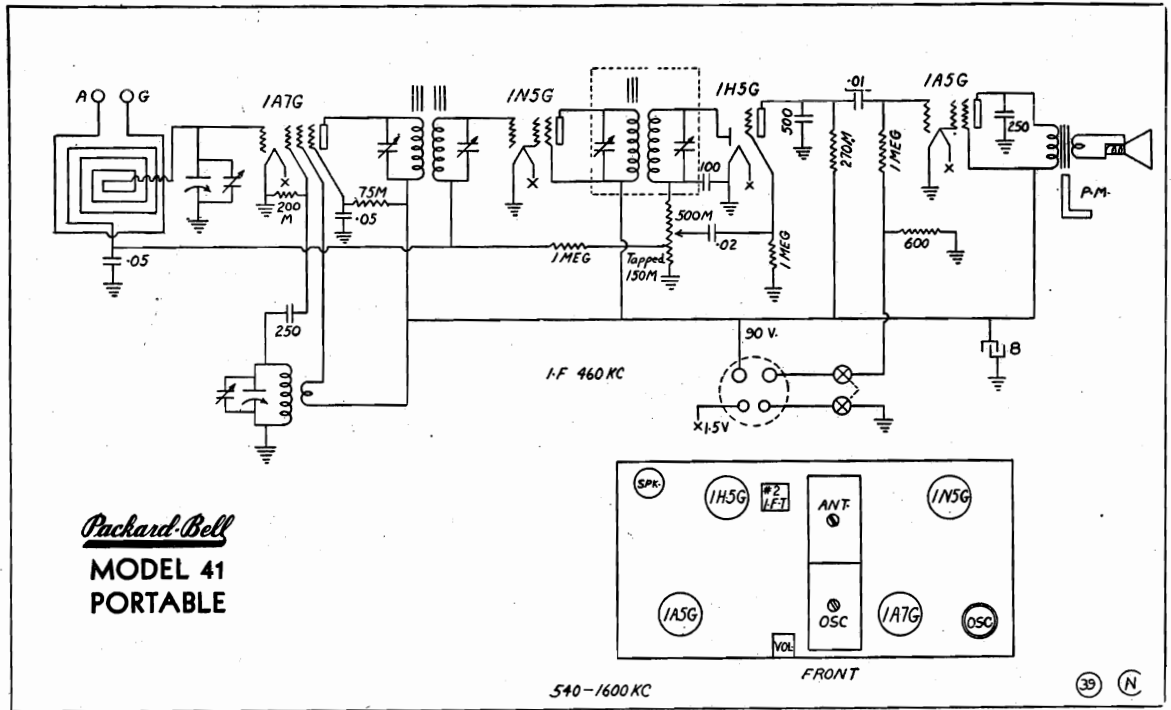 A G
1A7G
1N5G
1H5G
.01
1A5G
500
250
270M
1MEG
100
200
M
X
75M
.05
X
500M
.02
X
1MEG
X
P.M.
600
.05
1MEG
Tapped
150M
250
90 V.
8
I.F 460 KC
X1.5V
SPK.
1H5G
#2
I-F-T
ANT.
1N5G
Packard-Bell
MODEL 41
PORTABLE
1A5G
OSC
1A7G
OSC
VOL
FRONT
540-1600 KC
39 N